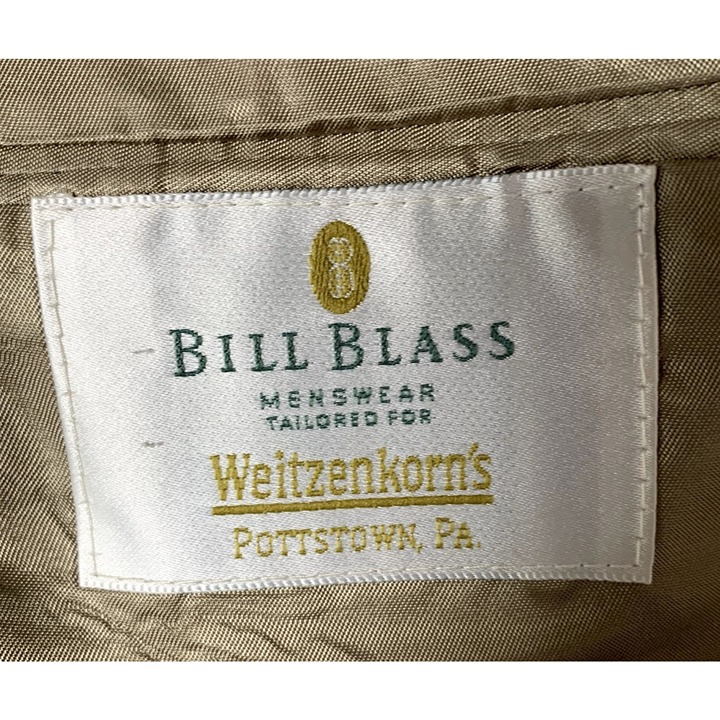 BILL BLASS
MENSWEAR
TAILORED FOR
Weitzenkorn's
POTTSTOWN, PA.